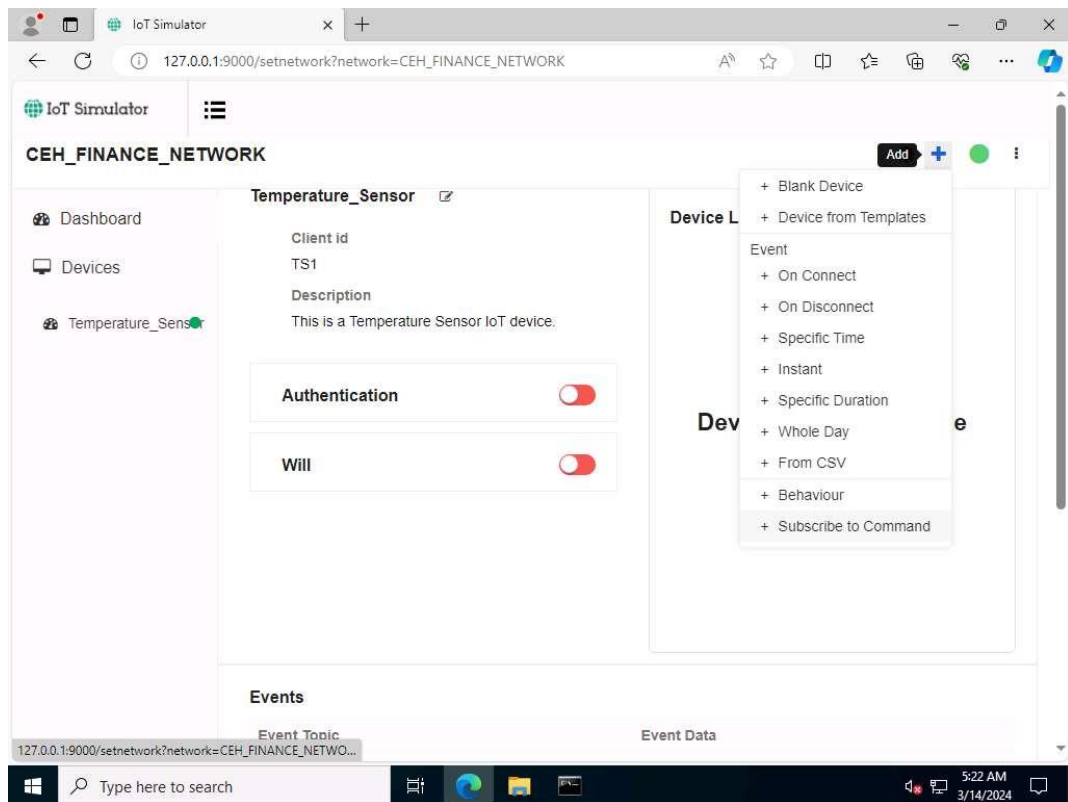 IoT Simulator
127.0.0.1:9000/setnetwork?network=CEH_FINANCE_NETWORK
IoT Simulator
CEH_FINANCE_NETWORK
Add
+ Blank Device
+ Device from Templates
Event
+ On Connect
+ On Disconnect
+ Specific Time
+ Instant
+ Specific Duration
+ Whole Day
+ From CSV
+ Behaviour
+ Subscribe to Command
Dashboard
Devices
Temperature_Sensor
Temperature_Sensor
Client id
TS1
Description
This is a Temperature Sensor IoT device.
Authentication
Will
Device L
Dev
e
Events
Event Topic
Event Data
127.0.0.1:9000/setnetwork?network=CEH_FINANCE_NETWO...
Type here to search
5:22 AM
3/14/2024